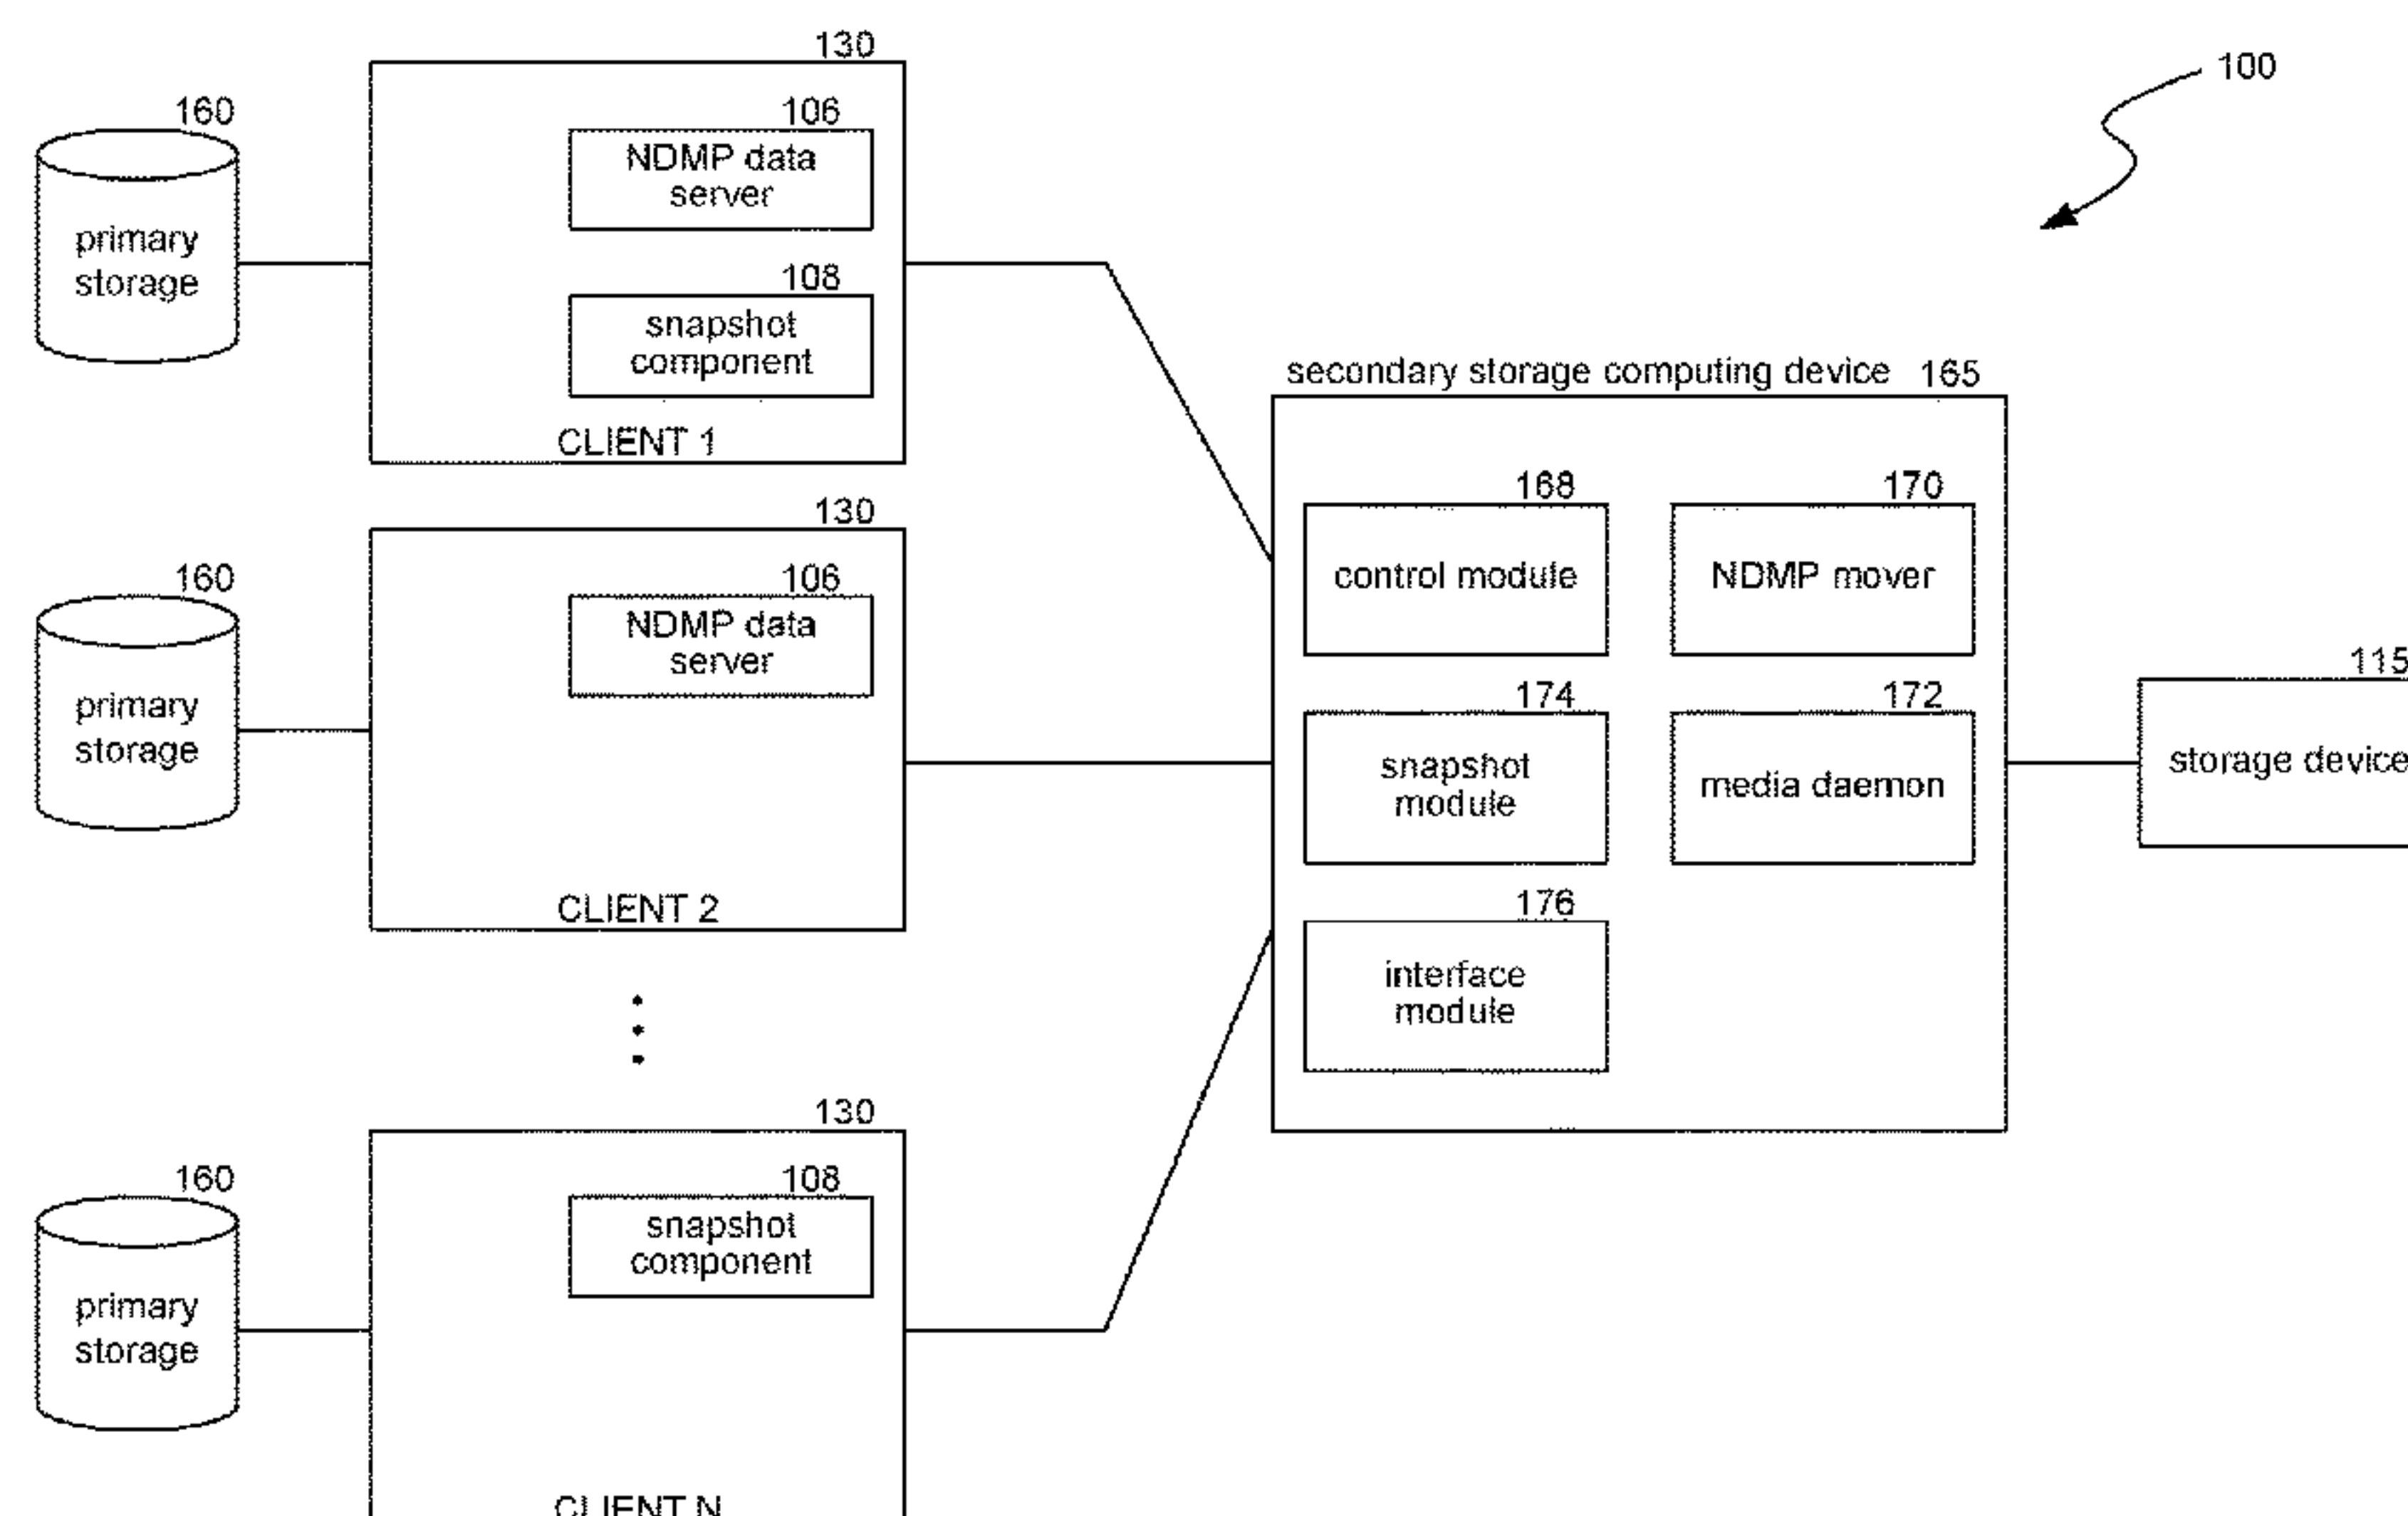 130
100
160
106
NDMP data
server
primary
storage
108
snapshot
component
CLIENT 1
secondary storage computing device 165
130
160
106
NDMP data
server
primary
storage
CLIENT 2
168
control module
170
NDMP mover
174
snapshot
module
172
media daemon
176
interface
module
115
storage device
130
160
108
snapshot
component
primary
storage
CLIENT N